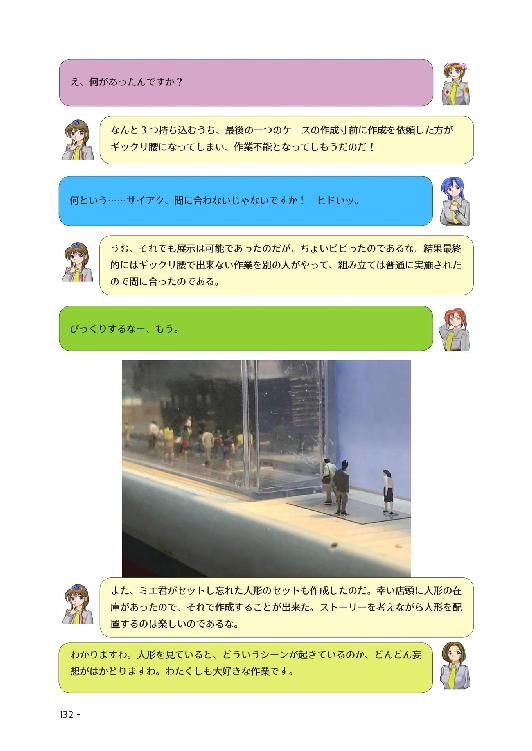 え、何があったんですか？
なんと３つ持ち込むうち、最後の一つのケースの作成寸前に作成を依頼した方が
ギックリ腰になってしまい、作業不能となってしもうだのだ！
何という……サイアク、間に合わないじゃないですか！　ヒドいッ。
うむ、それでも展示は可能であったのだが、ちょいビビったのであるな。結果最終
的にはギックリ腰で出来ない作業を別の人がやって、組み立ては普通に実施された
ので間に合ったのである。
びっくりするなー、もう。
また、ミエ君がセットし忘れた人形のセットも作成したのだ。幸い店頭に人形の在
庫があったので、それで作成することが出来た。ストーリーを考えながら人形を配
置するのは楽しいのであるな。
わかりますわ。人形を見ていると、どういうシーンが起きているのか、どんどん妄
想がはかどりますわ。わたくしも大好きな作業です。
132 -